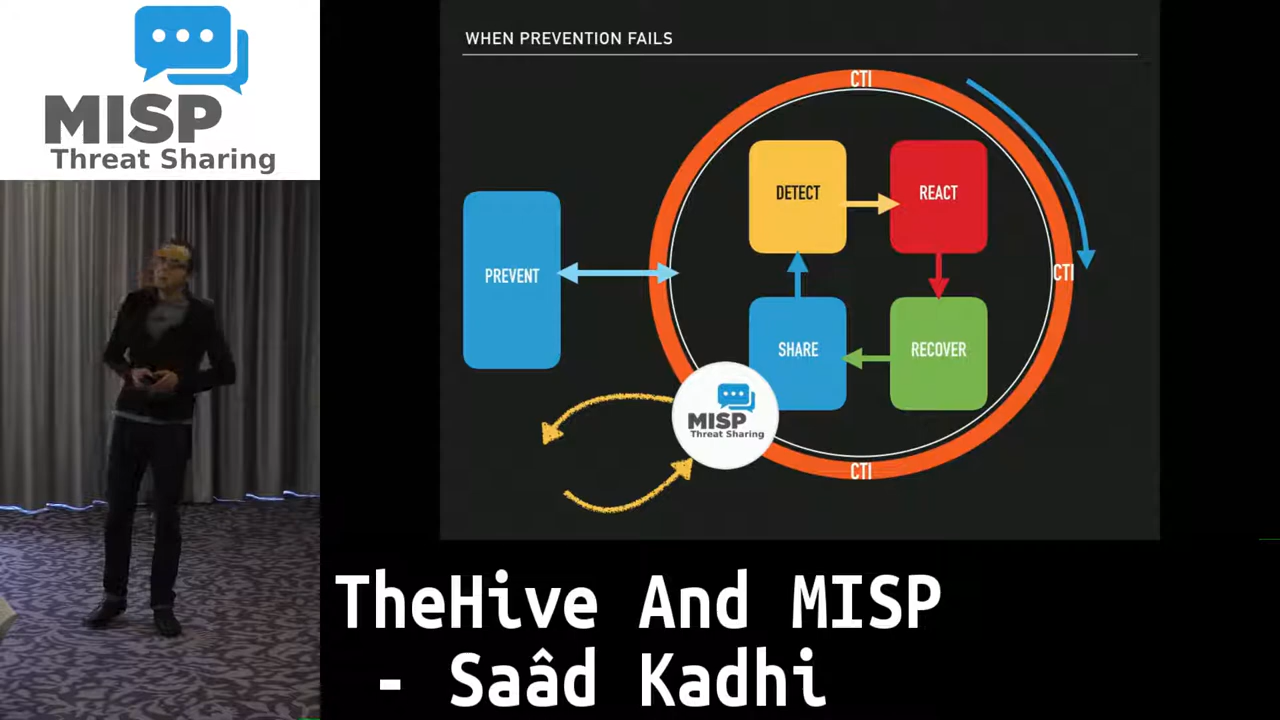 MISP
Threat Sharing
WHEN PREVENTION FAILS
CTI
DETECT
REACT
PREVENT
CTI
SHARE
RECOVER
MISP
Threat Sharing
CTI
TheHive And MISP
- Saâd Kadhi